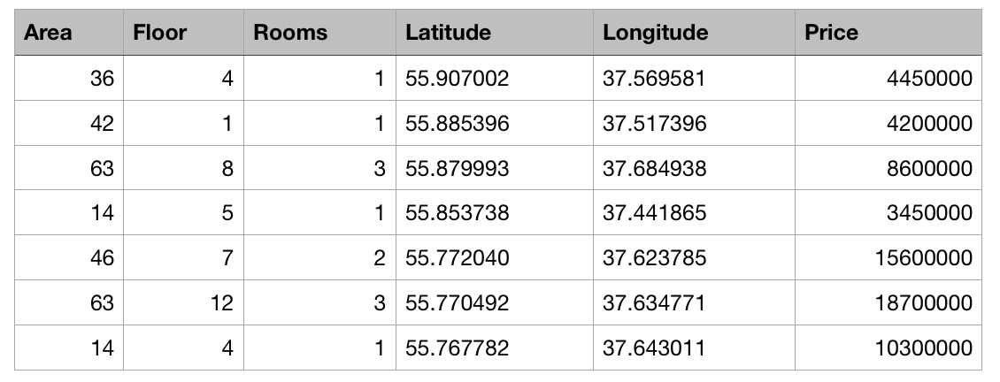 Area Floor Rooms Latitude Longitude Price
36 4 1 55.907002 37.569581 4450000
42 1 1 55.885396 37.517396 4200000
63 8 3 55.879993 37.684938 8600000
14 5 1 55.853738 37.441865 3450000
46 7 2 55.772040 37.623785 15600000
63 12 3 55.770492 37.634771 18700000
14 4 1 55.767782 37.643011 10300000